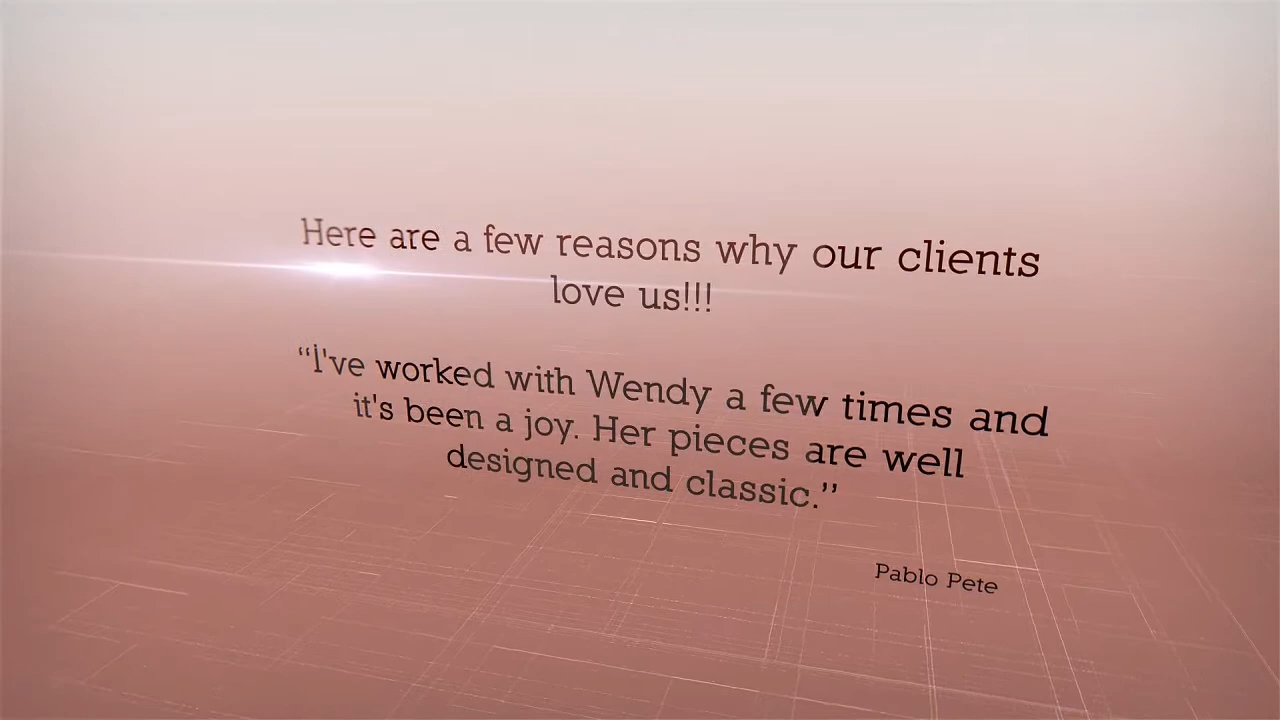 Here are a few reasons why our clients
love us!!!
“I've worked with Wendy a few times and
it's been a joy. Her pieces are well
designed and classic.”
Pablo Pete